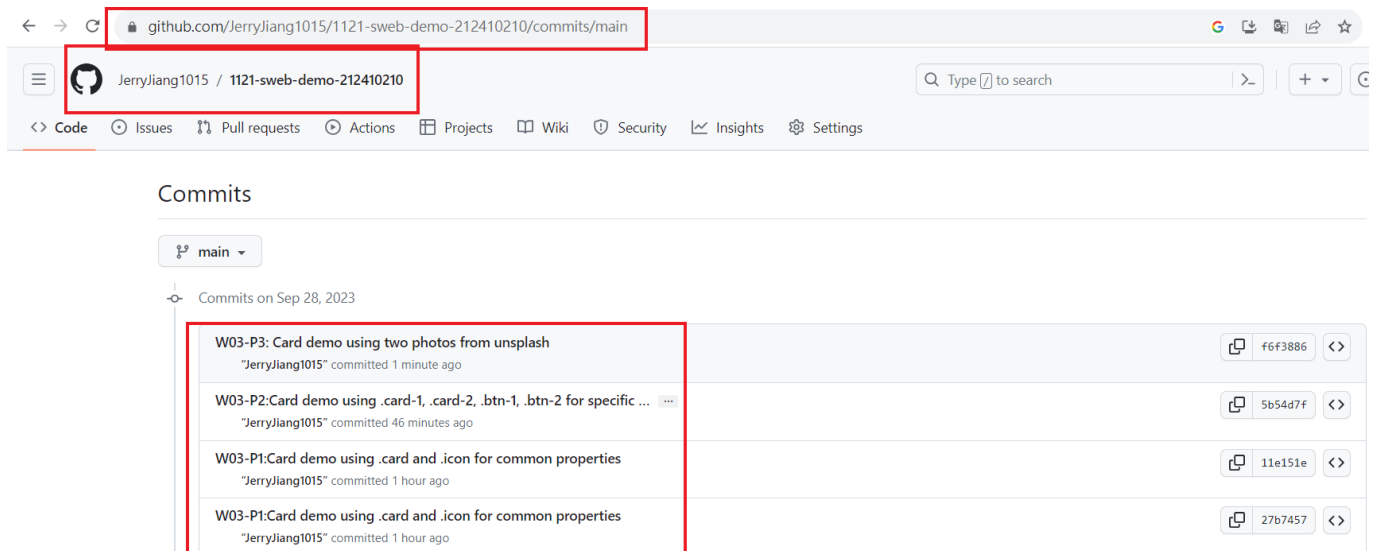 github.com/JerryJiang1015/1121-sweb-demo-212410210/commits/main
JerryJiang1015 / 1121-sweb-demo-212410210
Type / to search
Code Issues Pull requests Actions Projects Wiki Security Insights Settings
Commits
main
Commits on Sep 28, 2023
W03-P3: Card demo using two photos from unsplash
f6f3886
"JerryJiang1015" committed 1 minute ago
W03-P2:Card demo using .card-1, .card-2, .btn-1, .btn-2 for specific ...
5b54d7f
"JerryJiang1015" committed 46 minutes ago
W03-P1:Card demo using .card and .icon for common properties
11e151e
"JerryJiang1015" committed 1 hour ago
W03-P1:Card demo using .card and .icon for common properties
27b7457
"JerryJiang1015" committed 1 hour ago